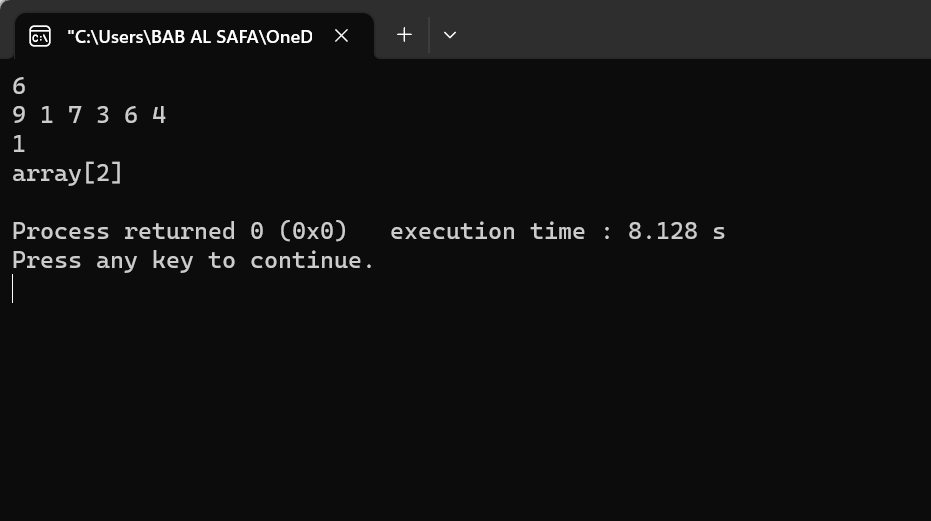 "C:\Users\BAB AL SAFA\OneD
6
9 1 7 3 6 4
1
array[2]
Process returned 0 (0x0)   execution time : 8.128 s
Press any key to continue.